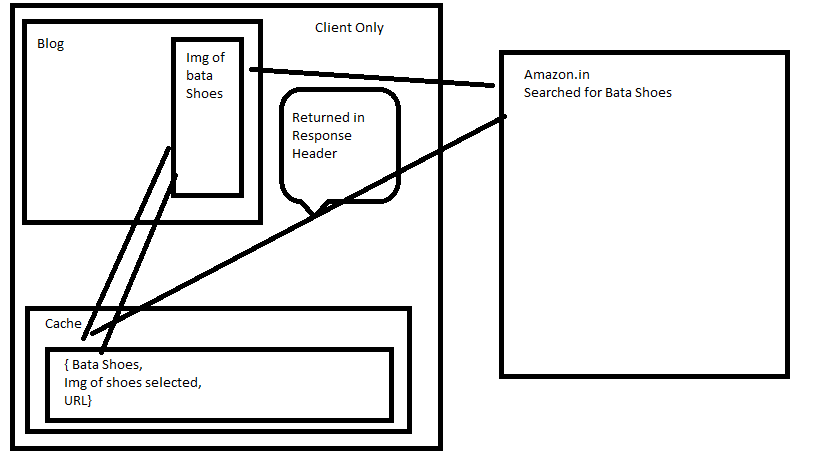 Client Only
Blog
Img of
bata
Shoes
Returned in
Response
Header
Amazon.in
Searched for Bata Shoes
Cache
{ Bata Shoes,
Img of shoes selected,
URL}